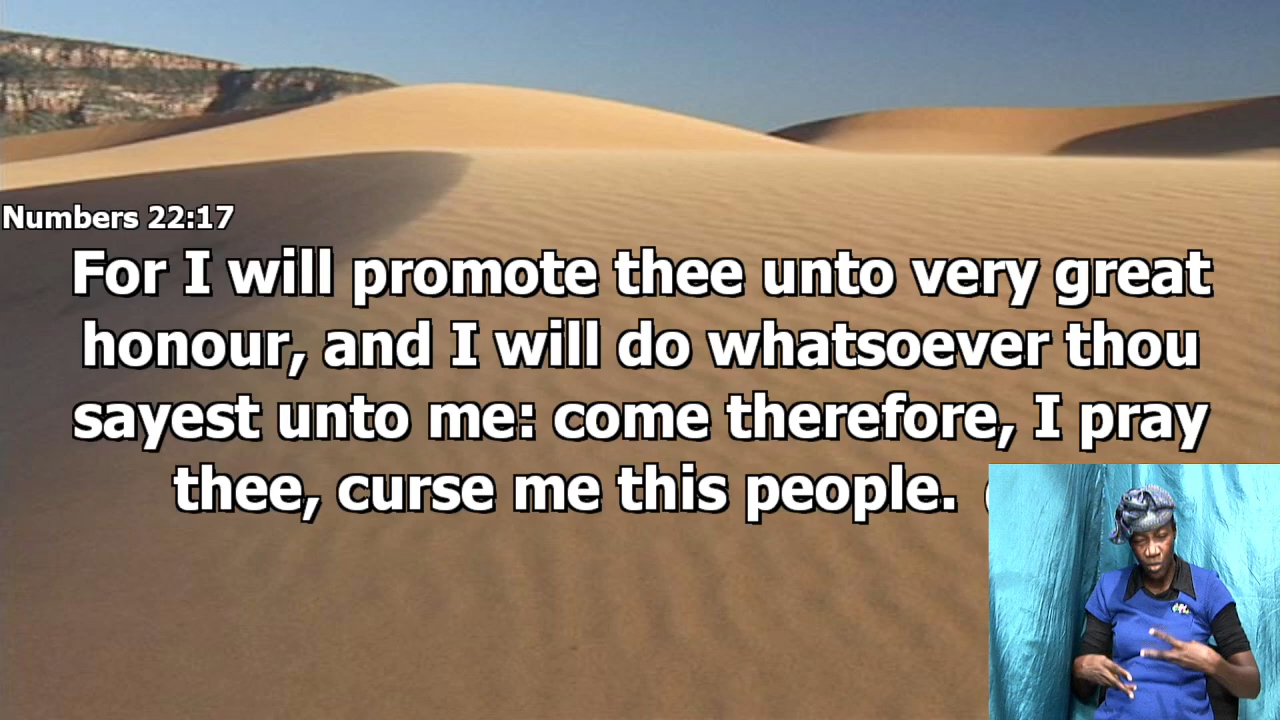 Numbers 22:17
For I will promote thee unto very great
honour, and I will do whatsoever thou
sayest unto me: come therefore, I pray
thee, curse me this people.